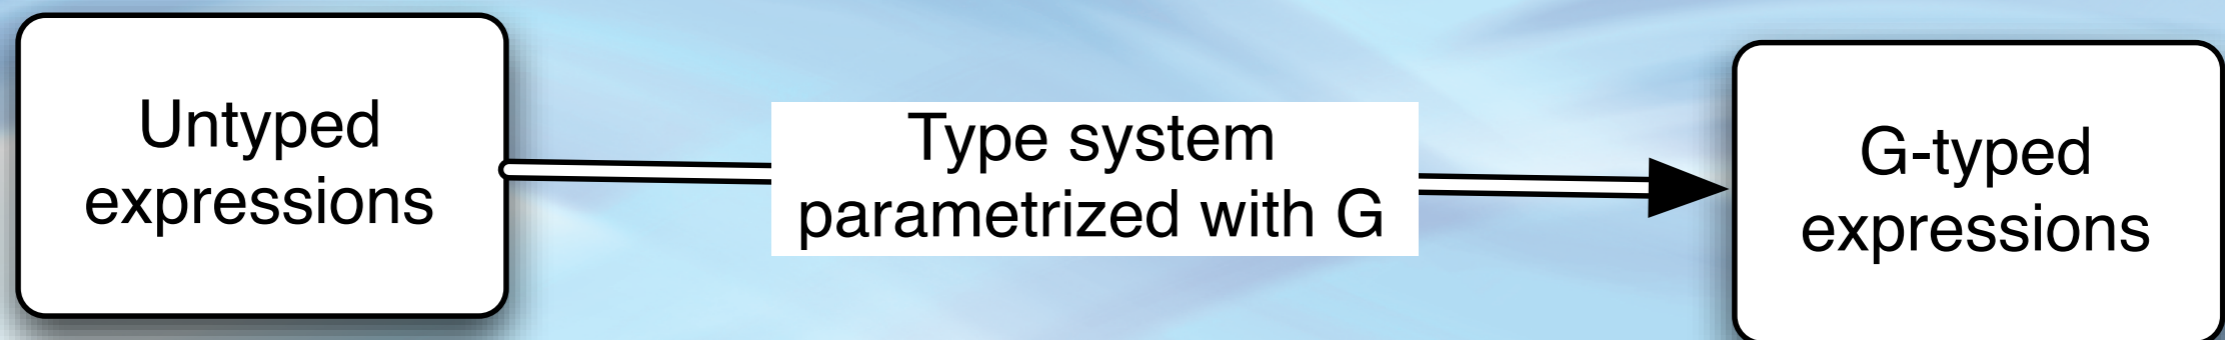 Untyped
expressions
Type system
parametrized with G
G-typed
expressions